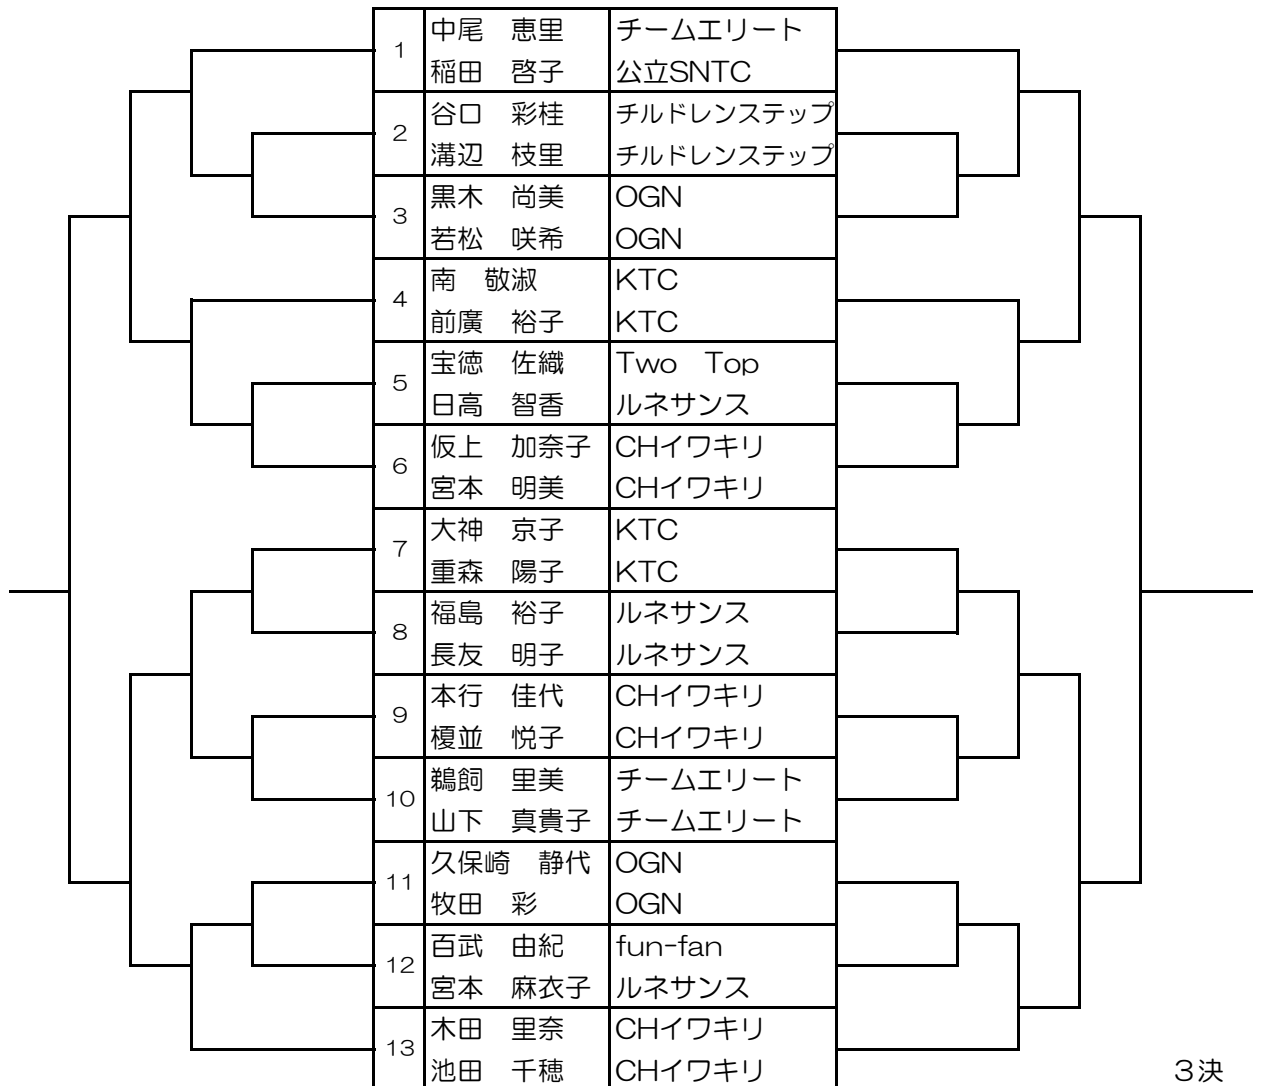 1 中尾　恵里 チームエリート
稲田　啓子 公立SNTC
2 谷口　彩桂 チルドレンステップ
溝辺　枝里 チルドレンステップ
3 黒木　尚美 OGN
若松　咲希 OGN
4 南　敬淑 KTC
前廣　裕子 KTC
5 宝徳　佐織 Two　Top
日高　智香 ルネサンス
6 仮上　加奈子 CHイワキリ
宮本　明美 CHイワキリ
7 大神　京子 KTC
重森　陽子 KTC
8 福島　裕子 ルネサンス
長友　明子 ルネサンス
9 本行　佳代 CHイワキリ
榎並　悦子 CHイワキリ
10 鵜飼　里美 チームエリート
山下　真貴子 チームエリート
11 久保崎　静代 OGN
牧田　彩 OGN
12 百武　由紀 fun-fan
宮本　麻衣子 ルネサンス
13 木田　里奈 CHイワキリ
池田　千穂 CHイワキリ
３決